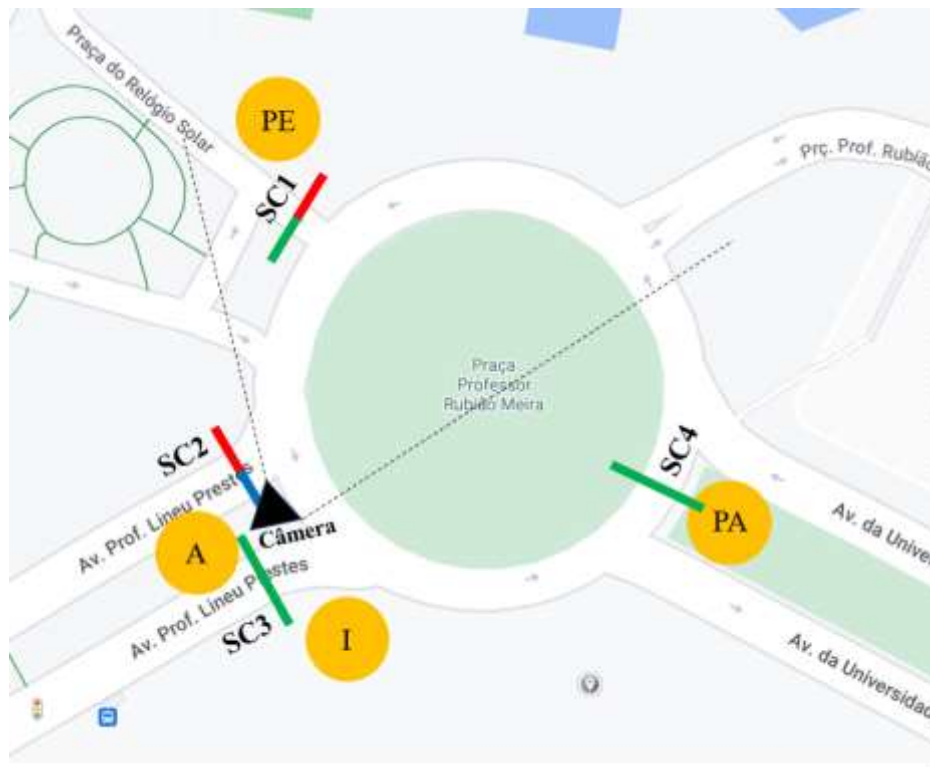 Praça do Relógio Solar
PE
SC1
Prç. Prof. Rubião
Praça
Professor
Rubião Meira
SC2
Av. Prof. Lineu Prestes
Câmera
A
Av. Prof. Lineu Prestes
SC3
I
SC4
PA
Av. da Univer
Av. da Universidad